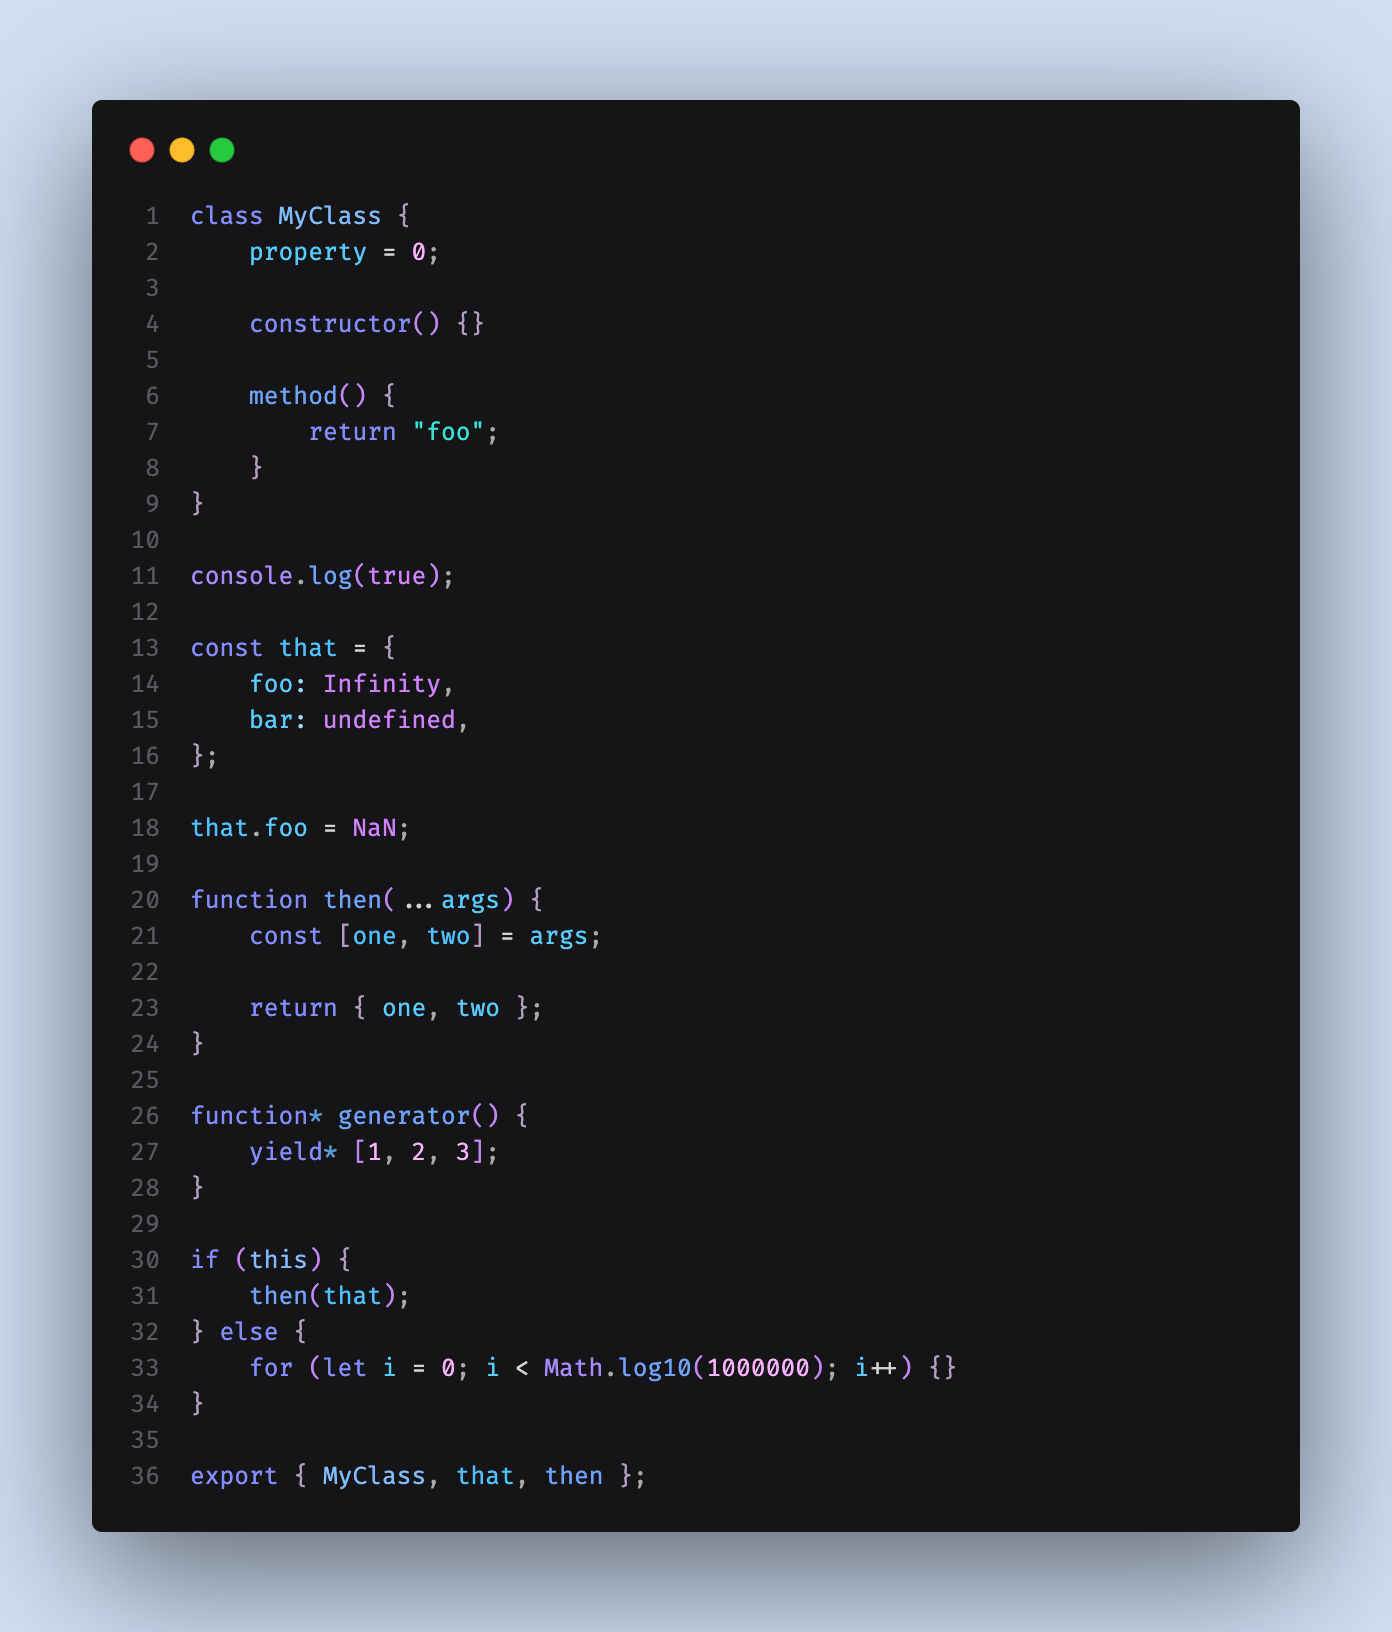 1 class MyClass {
2     property = 0;
3
4     constructor() {}
5
6     method() {
7         return "foo";
8     }
9 }
10
11 console.log(true);
12
13 const that = {
14     foo: Infinity,
15     bar: undefined,
16 };
17
18 that.foo = NaN;
19
20 function then(...args) {
21     const [one, two] = args;
22
23     return { one, two };
24 }
25
26 function* generator() {
27     yield* [1, 2, 3];
28 }
29
30 if (this) {
31     then(that);
32 } else {
33     for (let i = 0; i < Math.log10(1000000); i++) {}
34 }
35
36 export { MyClass, that, then };